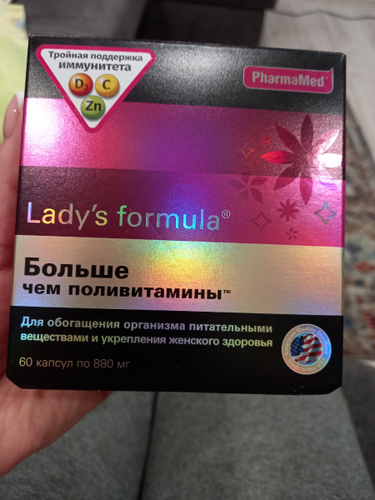 Тройная поддержка
иммунитета
D₃ C
Zn
PharmaMed®
Lady's formula®
Больше
чем поливитамины™
Для обогащения организма питательными
веществами и укрепления женского здоровья
60 капсул по 880 мг